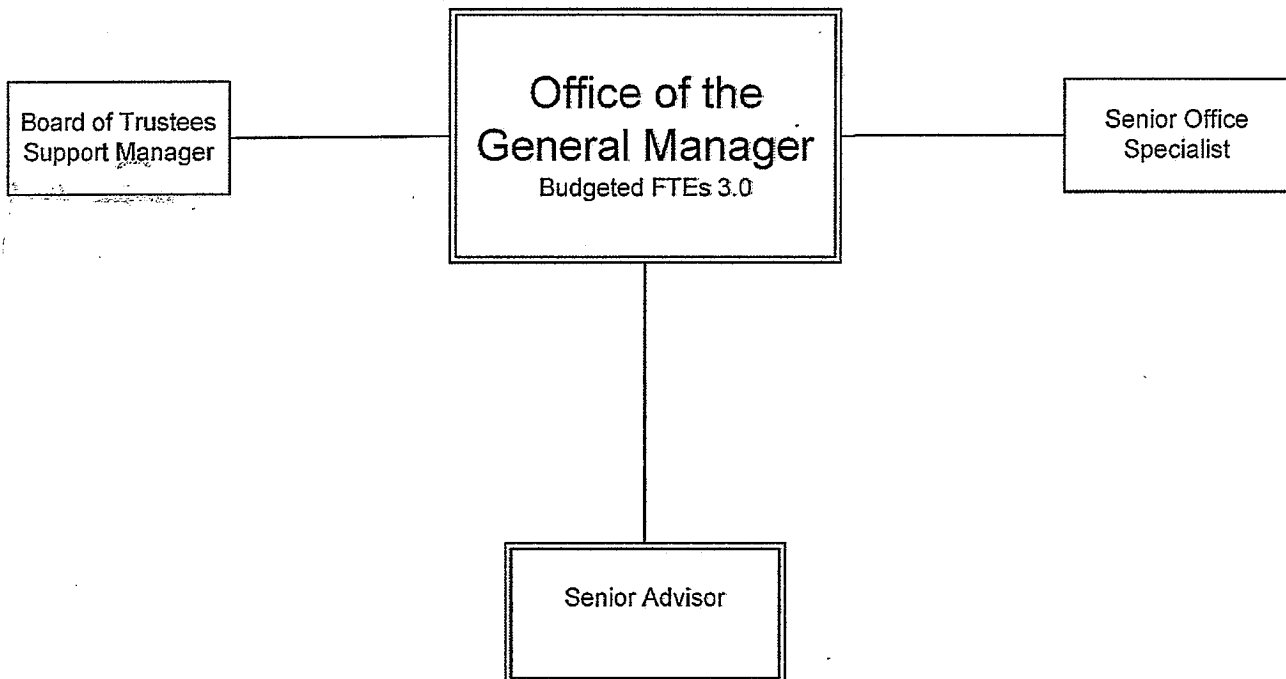 Office of the
General Manager
Budgeted FTEs 3.0
Board of Trustees
Support Manager
Senior Office
Specialist
Senior Advisor